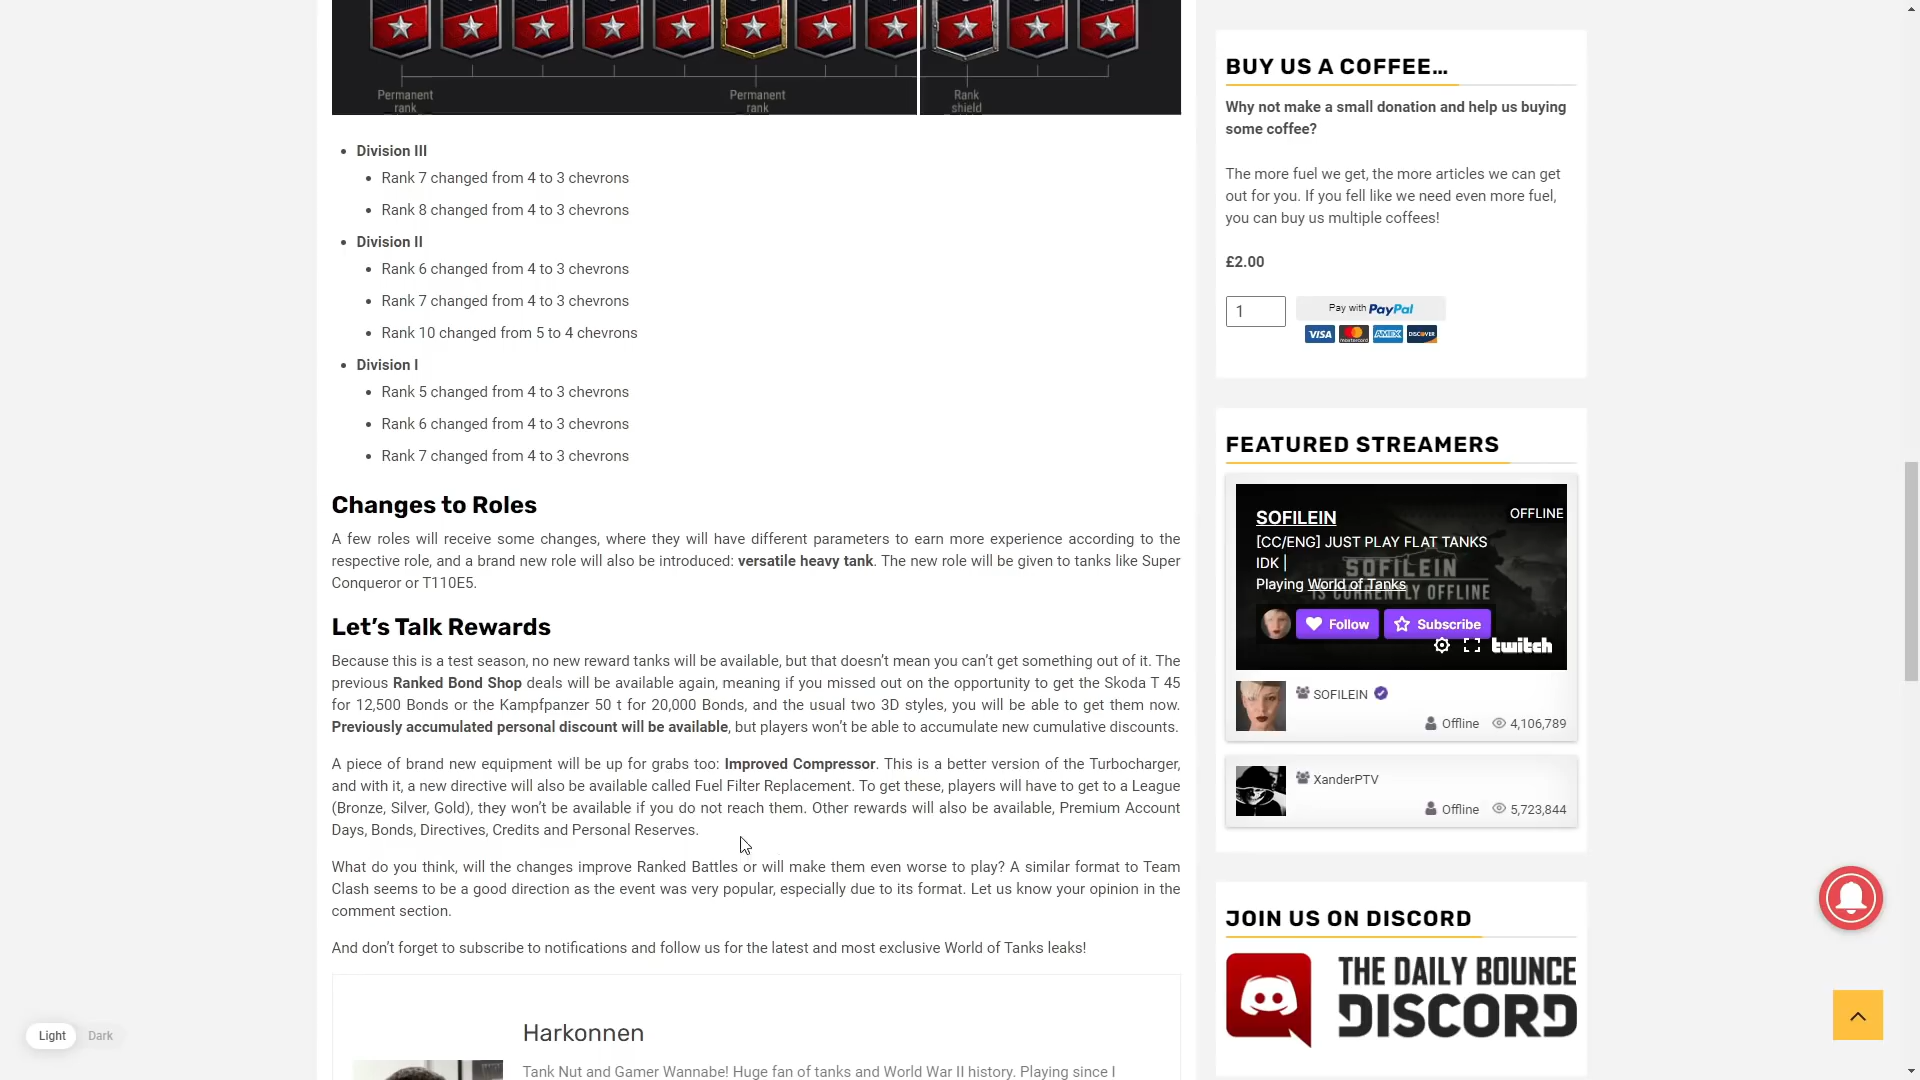 Permanent rank
Permanent rank
Rank shield
Division III
Rank 7 changed from 4 to 3 chevrons
Rank 8 changed from 4 to 3 chevrons
Division II
Rank 6 changed from 4 to 3 chevrons
Rank 7 changed from 4 to 3 chevrons
Rank 10 changed from 5 to 4 chevrons
Division I
Rank 5 changed from 4 to 3 chevrons
Rank 6 changed from 4 to 3 chevrons
Rank 7 changed from 4 to 3 chevrons
Changes to Roles
A few roles will receive some changes, where they will have different parameters to earn more experience according to the
respective role, and a brand new role will also be introduced: versatile heavy tank. The new role will be given to tanks like Super
Conqueror or T110E5.
Let’s Talk Rewards
Because this is a test season, no new reward tanks will be available, but that doesn’t mean you can’t get something out of it. The
previous Ranked Bond Shop deals will be available again, meaning if you missed out on the opportunity to get the Skoda T 45
for 12,500 Bonds or the Kampfpanzer 50 t for 20,000 Bonds, and the usual two 3D styles, you will be able to get them now.
Previously accumulated personal discount will be available, but players won’t be able to accumulate new cumulative discounts.
A piece of brand new equipment will be up for grabs too: Improved Compressor. This is a better version of the Turbocharger,
and with it, a new directive will also be available called Fuel Filter Replacement. To get these, players will have to get to a League
(Bronze, Silver, Gold), they won’t be available if you do not reach them. Other rewards will also be available, Premium Account
Days, Bonds, Directives, Credits and Personal Reserves.
What do you think, will the changes improve Ranked Battles or will make them even worse to play? A similar format to Team
Clash seems to be a good direction as the event was very popular, especially due to its format. Let us know your opinion in the
comment section.
And don’t forget to subscribe to notifications and follow us for the latest and most exclusive World of Tanks leaks!
Harkonnen
Tank Nut and Gamer Wannabe! Huge fan of tanks and World War II history. Playing since I
BUY US A COFFEE…
Why not make a small donation and help us buying
some coffee?
The more fuel we get, the more articles we can get
out for you. If you fell like we need even more fuel,
you can buy us multiple coffees!
£2.00
1
Pay with PayPal
VISA mastercard AMEX DISCOVER
FEATURED STREAMERS
SOFILEIN
OFFLINE
[CC/ENG] JUST PLAY FLAT TANKS
IDK |
SOFILEIN
Playing World of Tanks
IS CURRENTLY OFFLINE
Follow
Subscribe
twitch
SOFILEIN
Offline 4,106,789
XanderPTV
Offline 5,723,844
JOIN US ON DISCORD
THE DAILY BOUNCE
DISCORD
Light
Dark